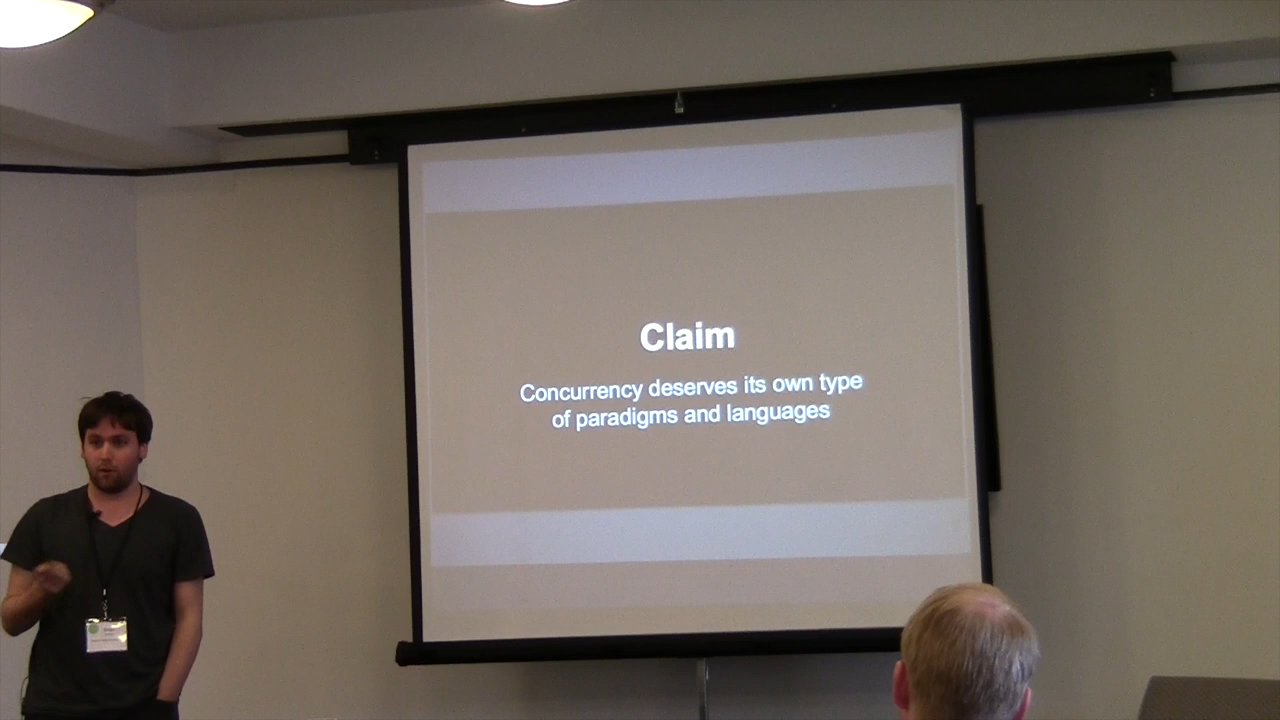 Claim
Concurrency deserves its own type
of paradigms and languages